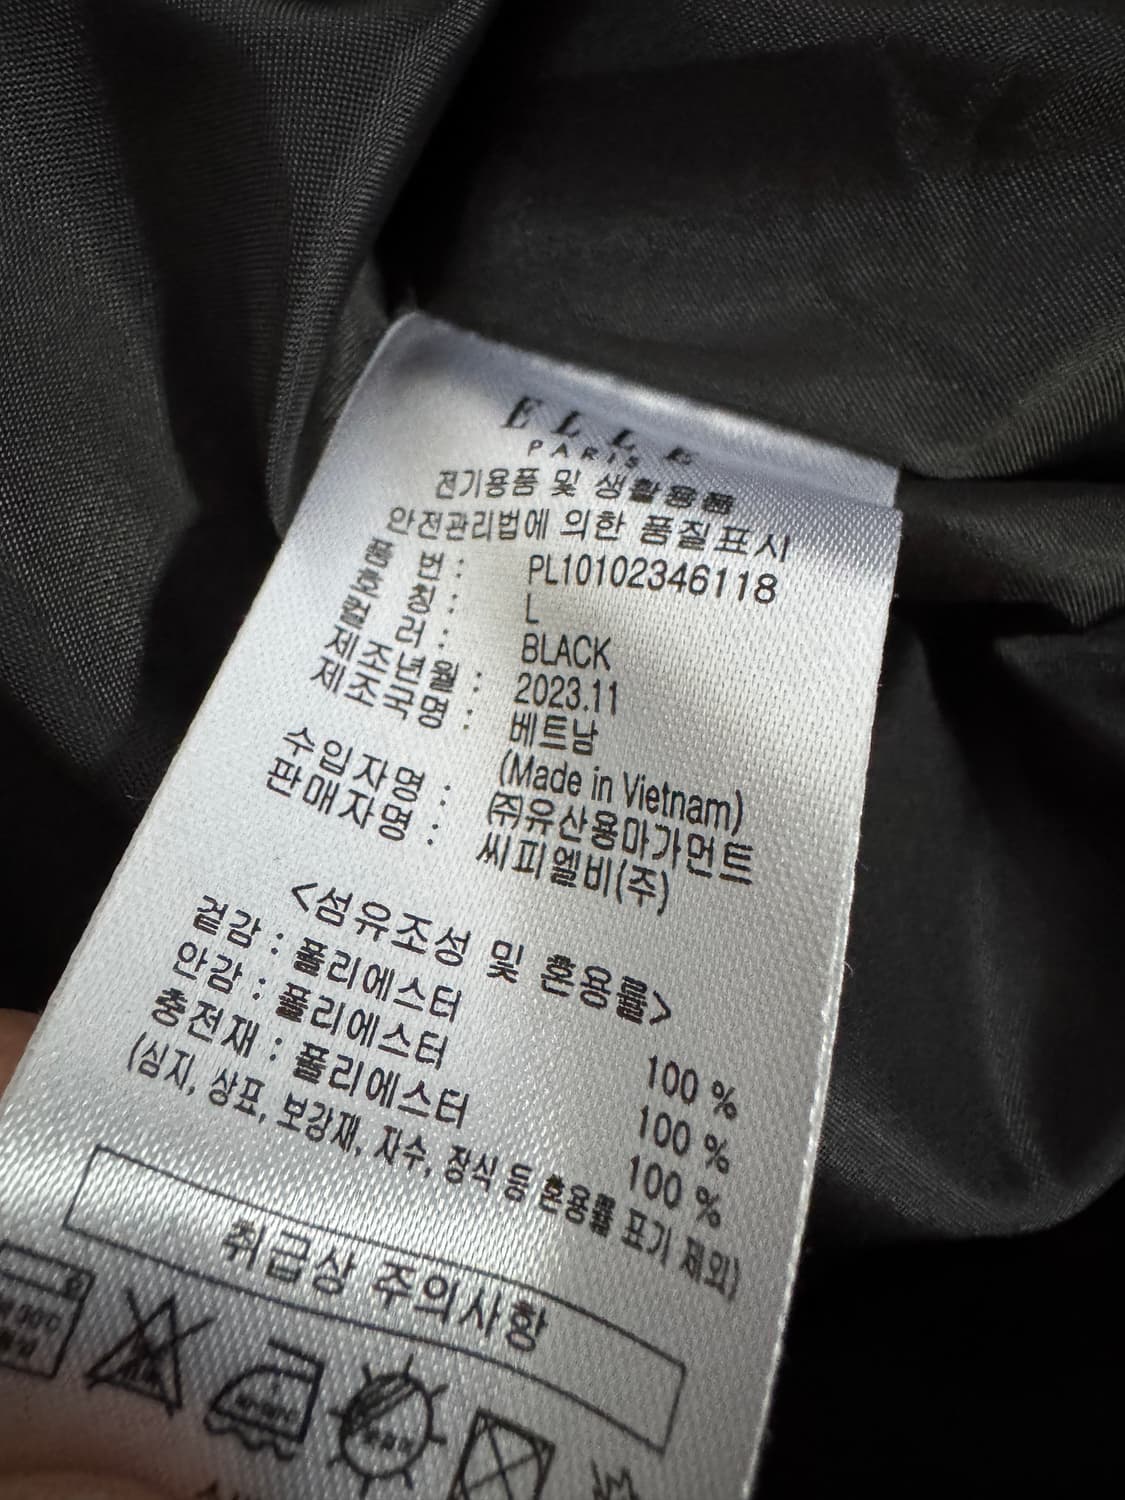 ELLE
PARIS
전기용품 및 생활용품
안전관리법에 의한 품질표시
품 번 : PL10102346118
호 칭 : L
컬 러 : BLACK
제조년월 : 2023.11
제조국명 : 베트남
(Made in Vietnam)
수입자명 : ㈜유산용마가먼트
판매자명 : 씨피엘비(주)
<섬유조성 및 혼용률>
겉감 : 폴리에스터 100 %
안감 : 폴리에스터 100 %
충전재 : 폴리에스터 100 %
(심지, 상표, 보강재, 자수, 장식 등 혼용률 표기 제외)
취급상 주의사항
30℃